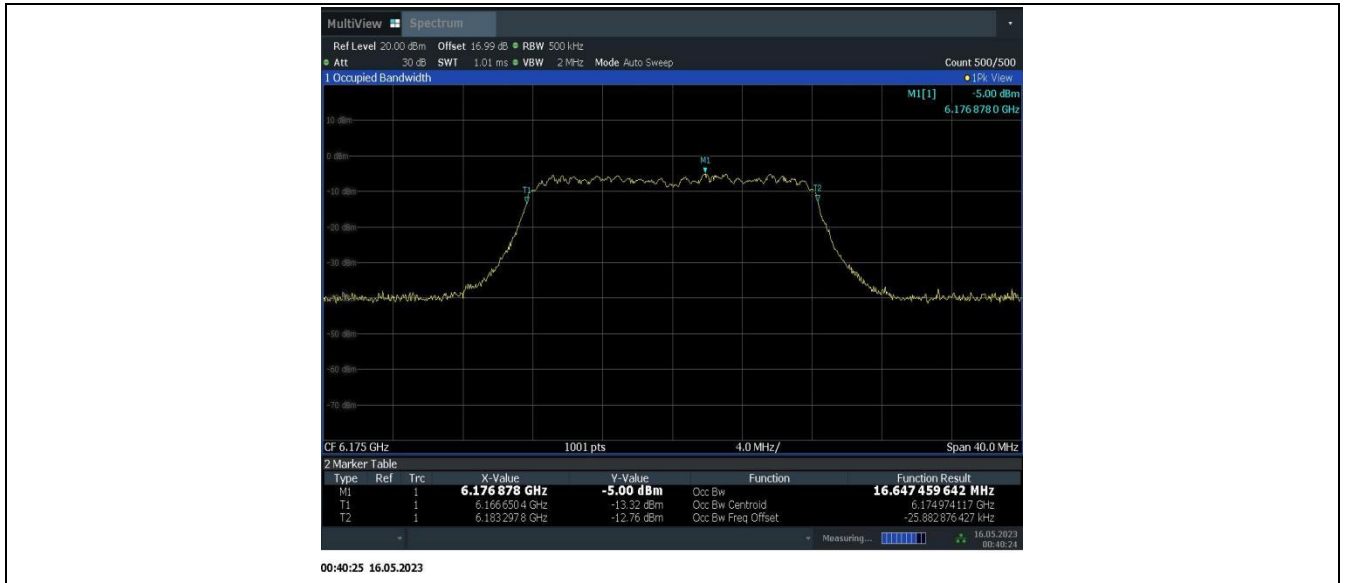 MultiView Spectrum
Ref Level 20.00 dBm Offset 16.99 dB RBW 500 kHz
Att 30 dB SWT 1.01 ms VBW 2 MHz Mode Auto Sweep Count 500/500
1 Occupied Bandwidth 1Pk View
M1[1] -5.00 dBm
6.176 878 0 GHz
10 dBm
0 dBm
M1
-10 dBm
T1
T2
-20 dBm
-30 dBm
-50 dBm
-60 dBm
-70 dBm
CF 6.175 GHz 1001 pts 4.0 MHz/ Span 40.0 MHz
2 Marker Table
Type Ref Trc X-Value Y-Value Function Function Result
M1 1 6.176 878 GHz -5.00 dBm Occ Bw 16.647 459 642 MHz
T1 1 6.166 650 4 GHz -13.32 dBm Occ Bw Centroid 6.174 974 117 GHz
T2 1 6.183 297 8 GHz -12.76 dBm Occ Bw Freq Offset -25.882 876 427 kHz
Measuring... 16.05.2023
00:40:24
00:40:25 16.05.2023